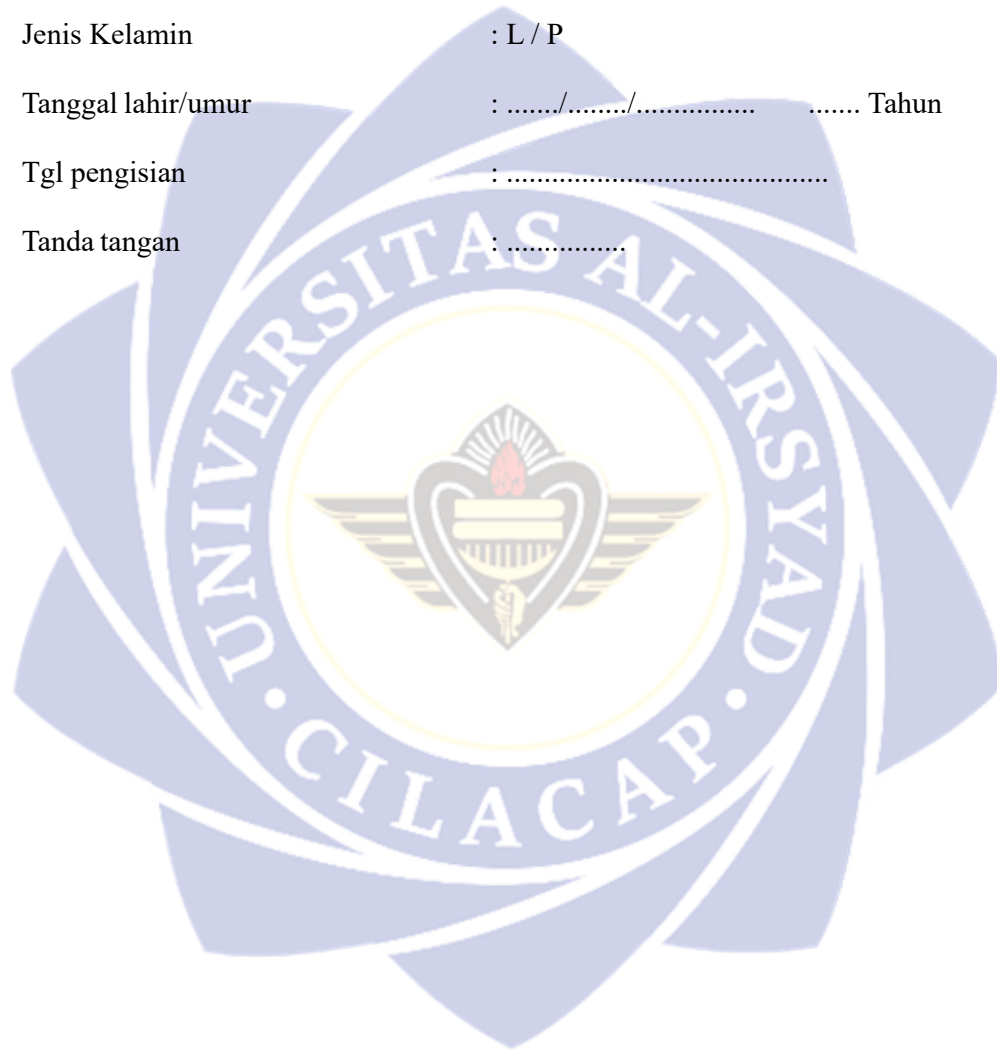 Jenis Kelamin : L / P
Tanggal lahir/umur : ......./......../................ ....... Tahun
Tgl pengisian : ...........................................
Tanda tangan : ................
UNIVERSITAS AL-IRSYAD
• CILACAP •